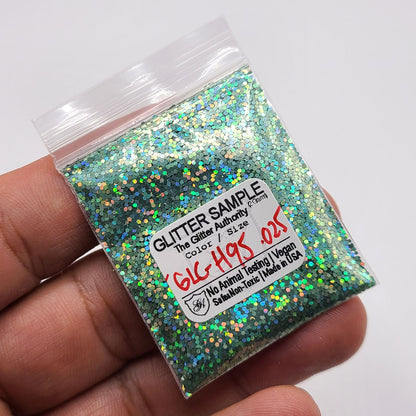 GLITTER SAMPLE
The Glitter Authority
Color / Size
GLG-H95 .025
No Animal Testing | Vegan
Safe/Non-Toxic | Made in USA